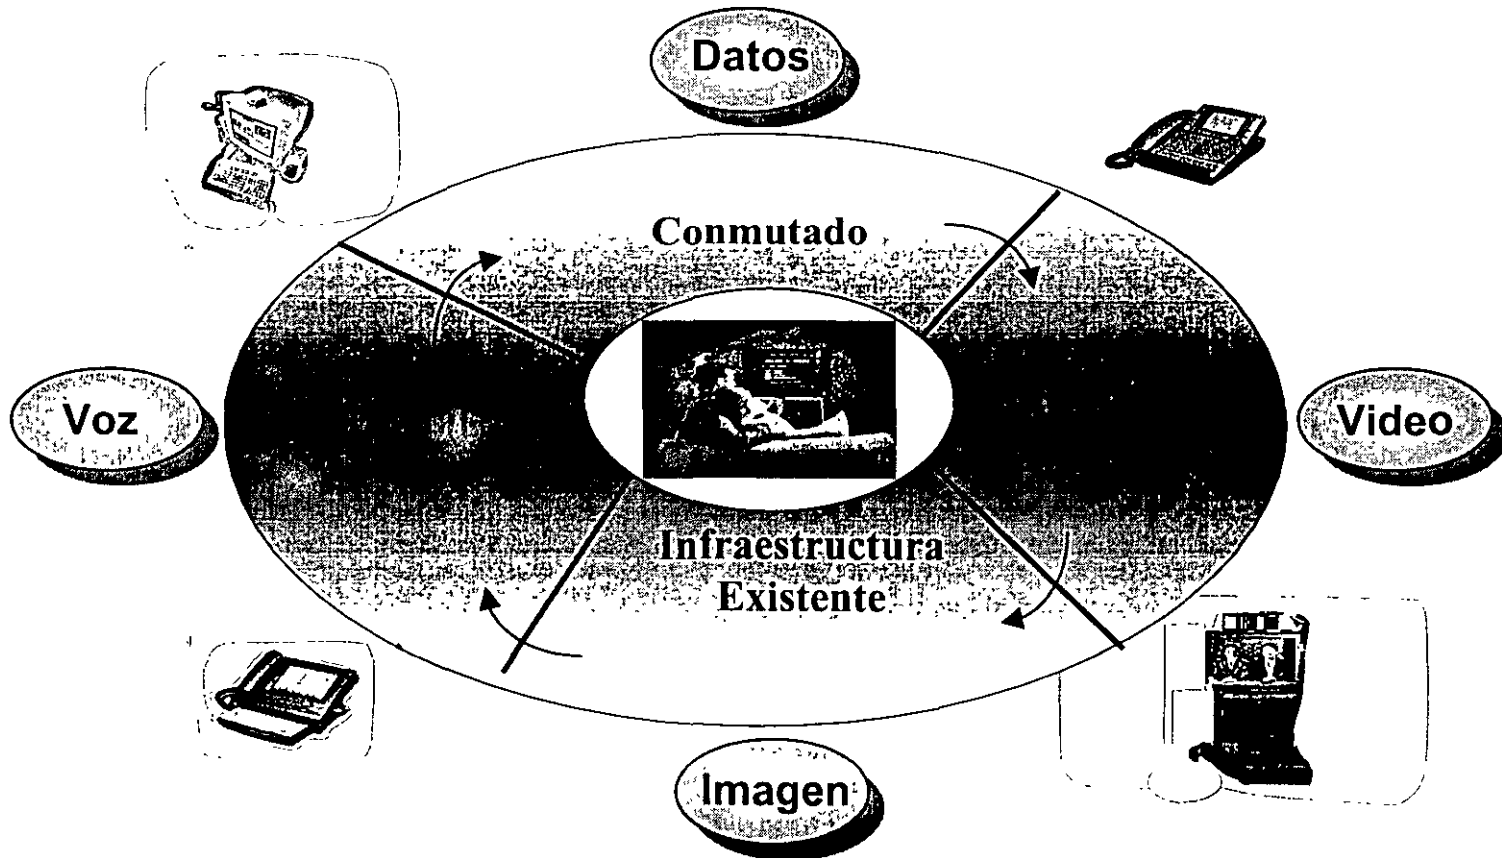 Datos
Conmutado
Voz
Video
Infraestructura
Existente
Imagen